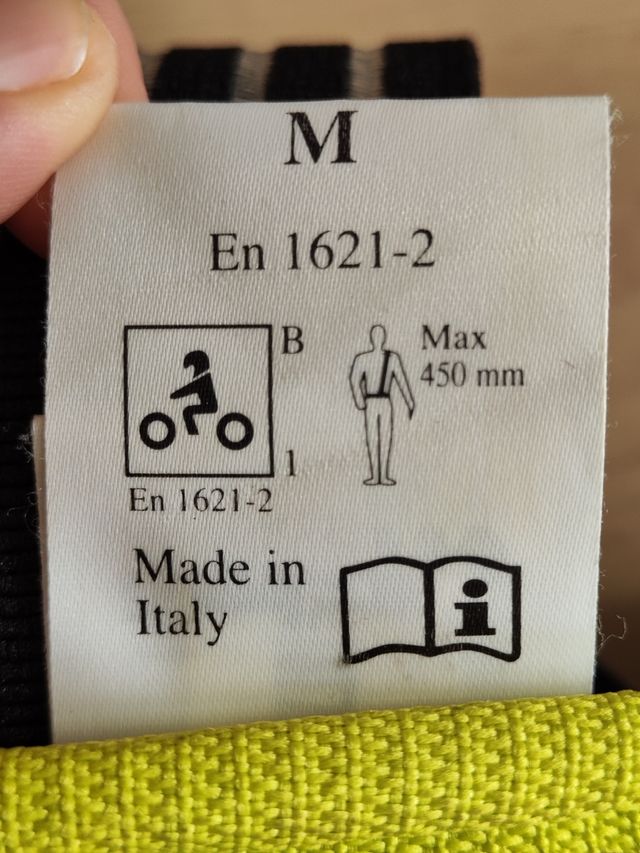 M
En 1621-2
B
Max
450 mm
1
En 1621-2
Made in
Italy
i